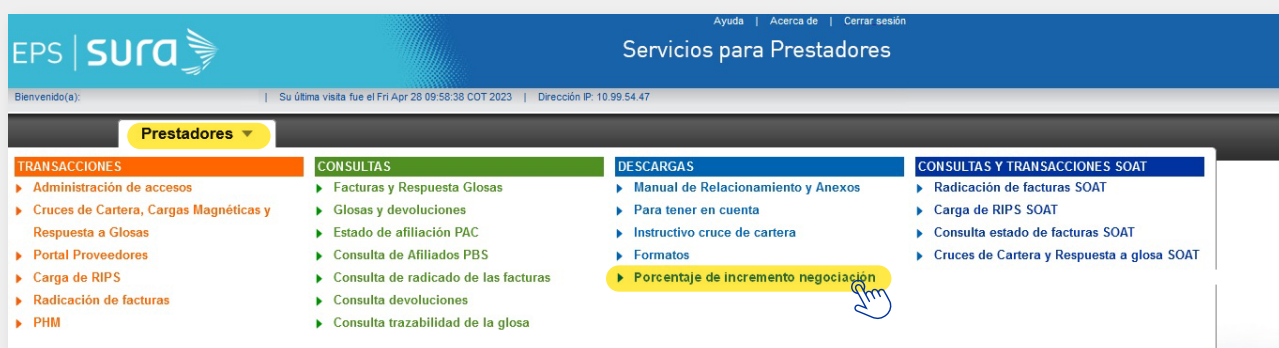 Ayuda | Acerca de | Cerrar sesión
EPS | sura
Servicios para Prestadores
Bienvenido(a): | Su última visita fue el Fri Apr 28 09:58:38 COT 2023 | Dirección IP: 10.99.54.47
Prestadores
TRANSACCIONES
Administración de accesos
Cruces de Cartera, Cargas Magnéticas y
Respuesta a Glosas
Portal Proveedores
Carga de RIPS
Radicación de facturas
PHM
CONSULTAS
Facturas y Respuesta Glosas
Glosas y devoluciones
Estado de afiliación PAC
Consulta de Afiliados PBS
Consulta de radicado de las facturas
Consulta devoluciones
Consulta trazabilidad de la glosa
DESCARGAS
Manual de Relacionamiento y Anexos
Para tener en cuenta
Instructivo cruce de cartera
Formatos
Porcentaje de incremento negociación
CONSULTAS Y TRANSACCIONES SOAT
Radicación de facturas SOAT
Carga de RIPS SOAT
Consulta estado de facturas SOAT
Cruces de Cartera y Respuesta a glosa SOAT